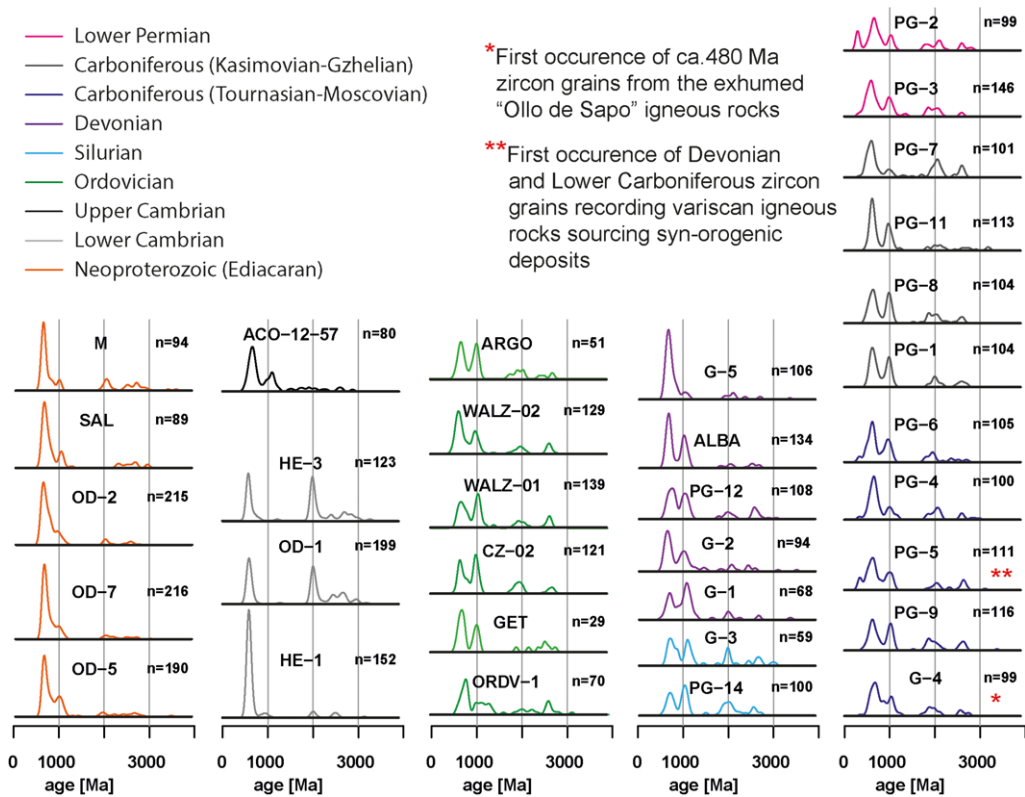 Lower Permian
Carboniferous (Kasimovian-Gzhelian)
Carboniferous (Tournasian-Moscovian)
Devonian
Silurian
Ordovician
Upper Cambrian
Lower Cambrian
Neoproterozoic (Ediacaran)
*First occurence of ca.480 Ma
zircon grains from the exhumed
“Ollo de Sapo” igneous rocks
**First occurence of Devonian
and Lower Carboniferous zircon
grains recording variscan igneous
rocks sourcing syn-orogenic
deposits
M n=94
SAL n=89
OD-2 n=215
OD-7 n=216
OD-5 n=190
0 1000 3000
age [Ma]
ACO-12-57 n=80
HE-3 n=123
OD-1 n=199
HE-1 n=152
0 1000 3000
age [Ma]
ARGO n=51
WALZ-02 n=129
WALZ-01 n=139
CZ-02 n=121
GET n=29
ORDV-1 n=70
0 1000 3000
age [Ma]
G-5 n=106
ALBA n=134
PG-12 n=108
G-2 n=94
G-1 n=68
G-3 n=59
PG-14 n=100
0 1000 3000
age [Ma]
PG-2 n=99
PG-3 n=146
PG-7 n=101
PG-11 n=113
PG-8 n=104
PG-1 n=104
PG-6 n=105
PG-4 n=100
PG-5 n=111
**
PG-9 n=116
G-4 n=99
*
0 1000 3000
age [Ma]